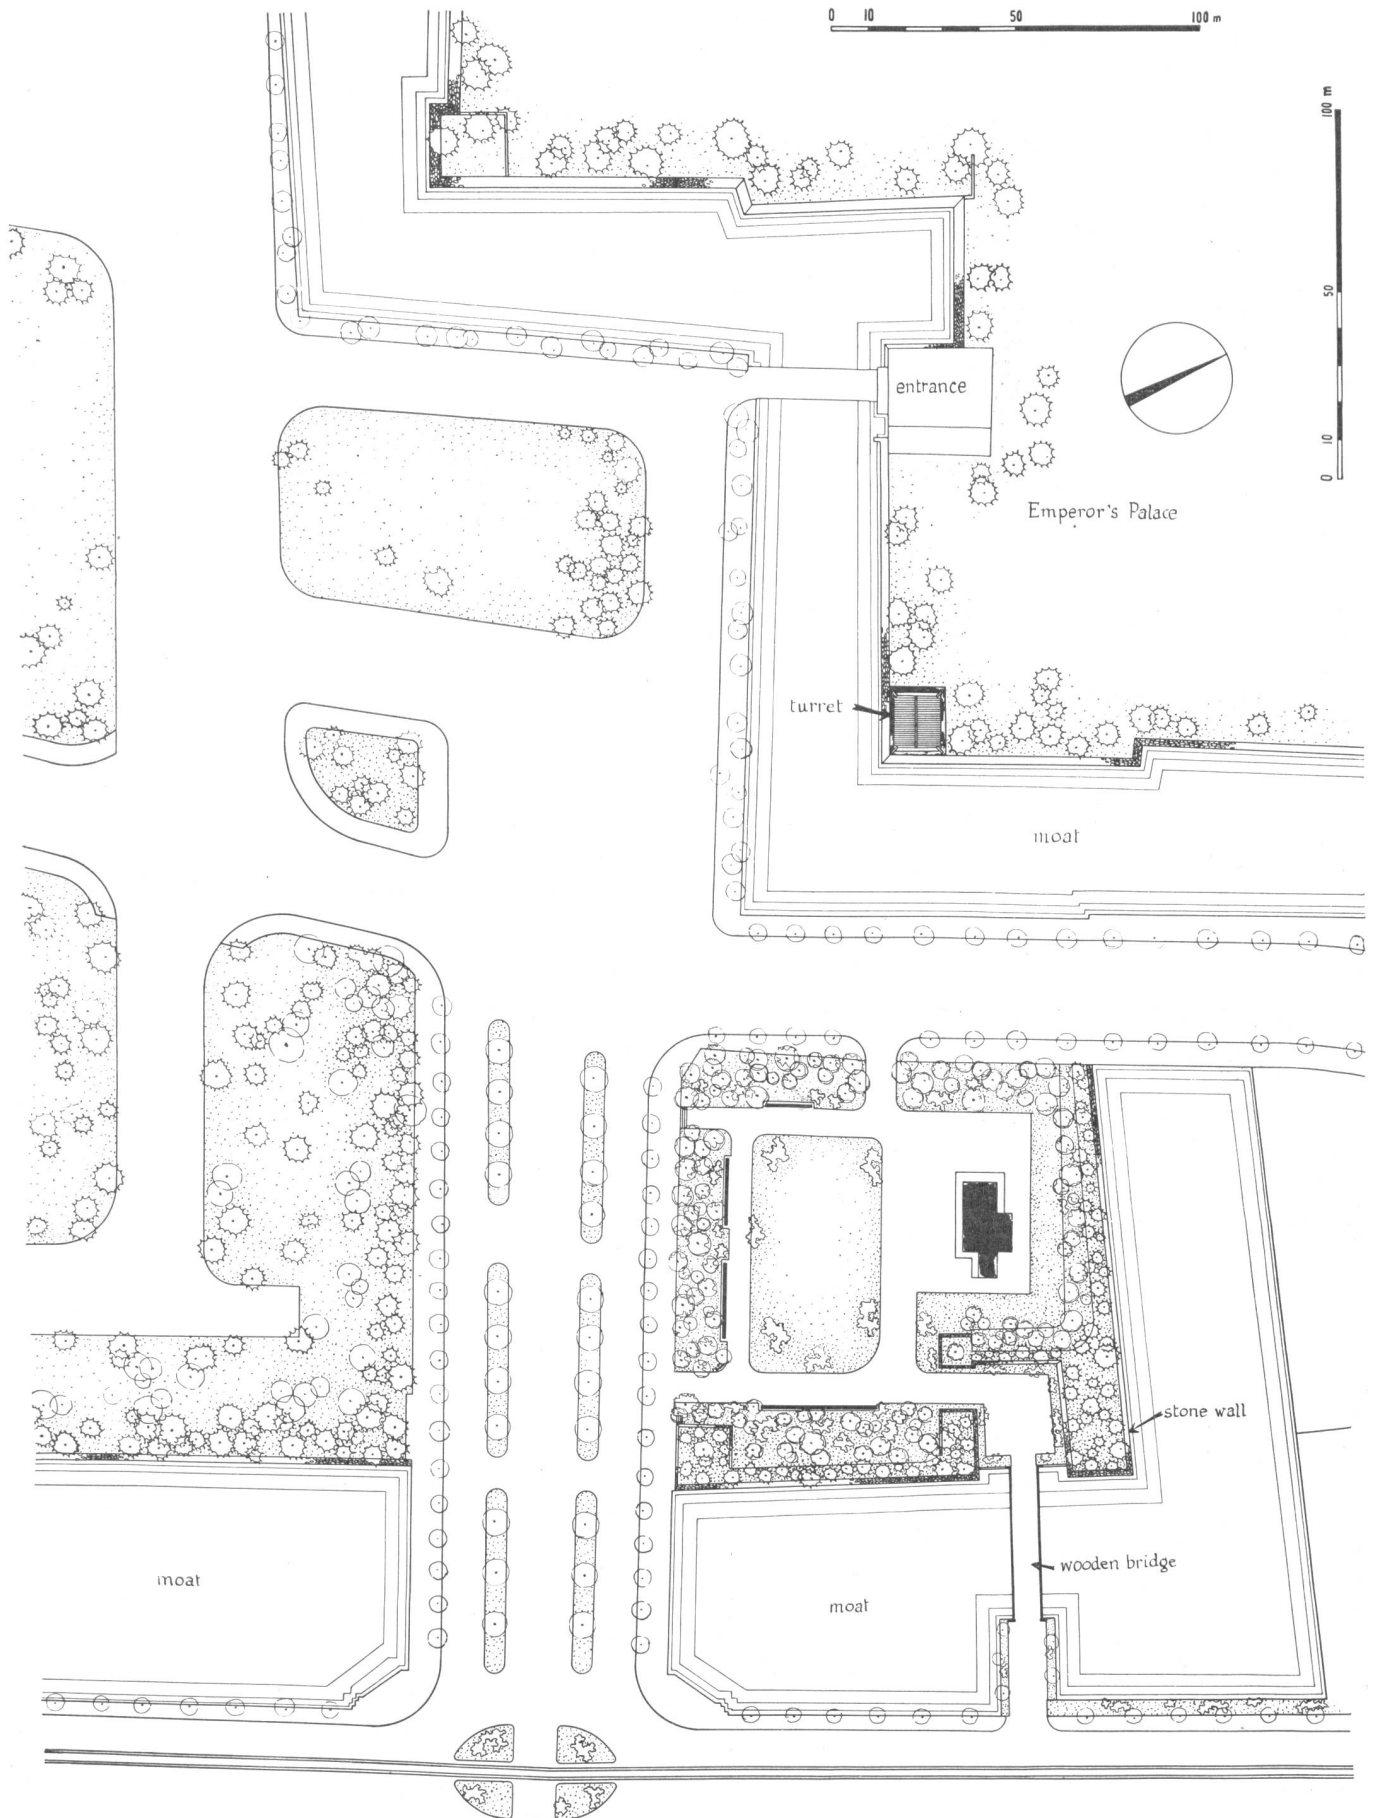 0 10 50 100 m
100 m
50
10
0
entrance
Emperor's Palace
turret
moat
stone wall
wooden bridge
moat
moat